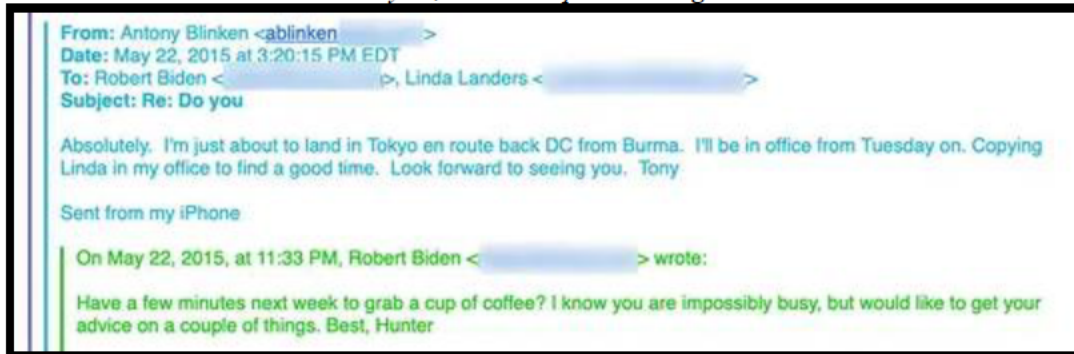 From: Antony Blinken <ablinken >
Date: May 22, 2015 at 3:20:15 PM EDT
To: Robert Biden < >, Linda Landers < >
Subject: Re: Do you
Absolutely. I'm just about to land in Tokyo en route back DC from Burma. I'll be in office from Tuesday on. Copying
Linda in my office to find a good time. Look forward to seeing you. Tony
Sent from my iPhone
On May 22, 2015, at 11:33 PM, Robert Biden < > wrote:
Have a few minutes next week to grab a cup of coffee? I know you are impossibly busy, but would like to get your
advice on a couple of things. Best, Hunter